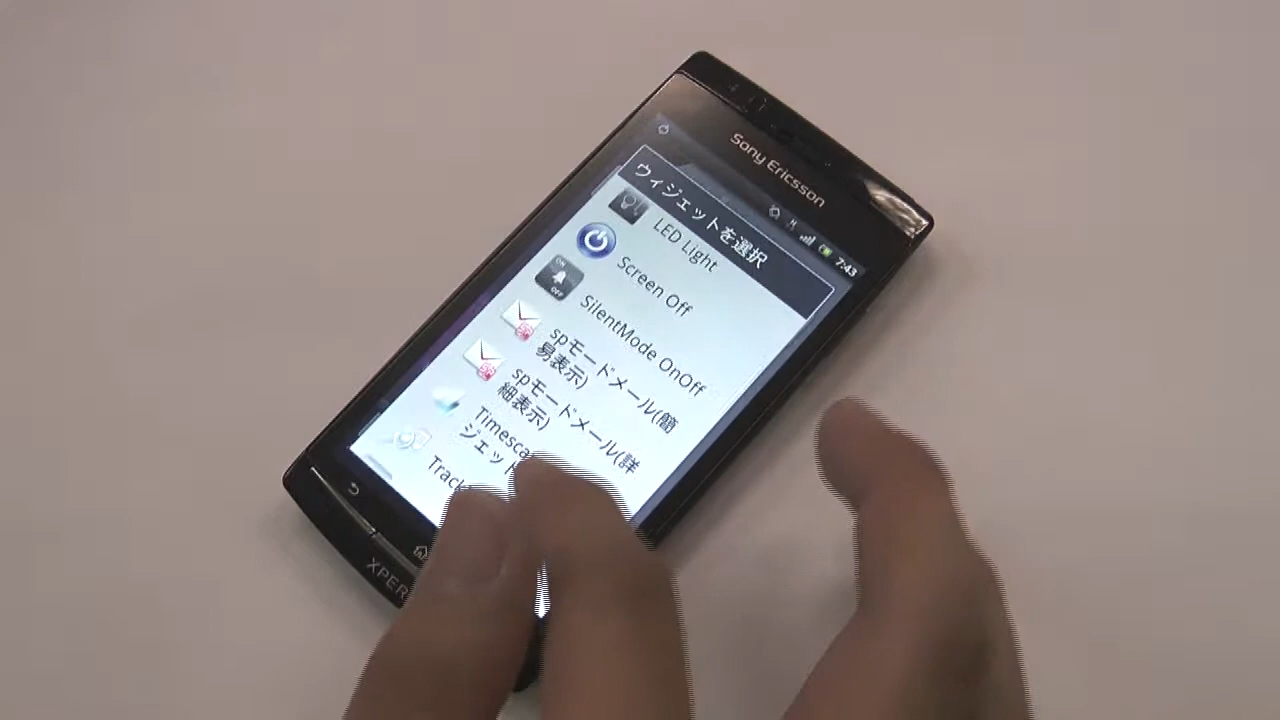 Sony Ericsson
7:43
ウィジェットを選択
LED Light
Screen Off
ON
OFF
SilentMode OnOff
spモードメール(簡
易表示)
spモードメール(詳
細表示)
Timesca
ジェット
Track
XPER